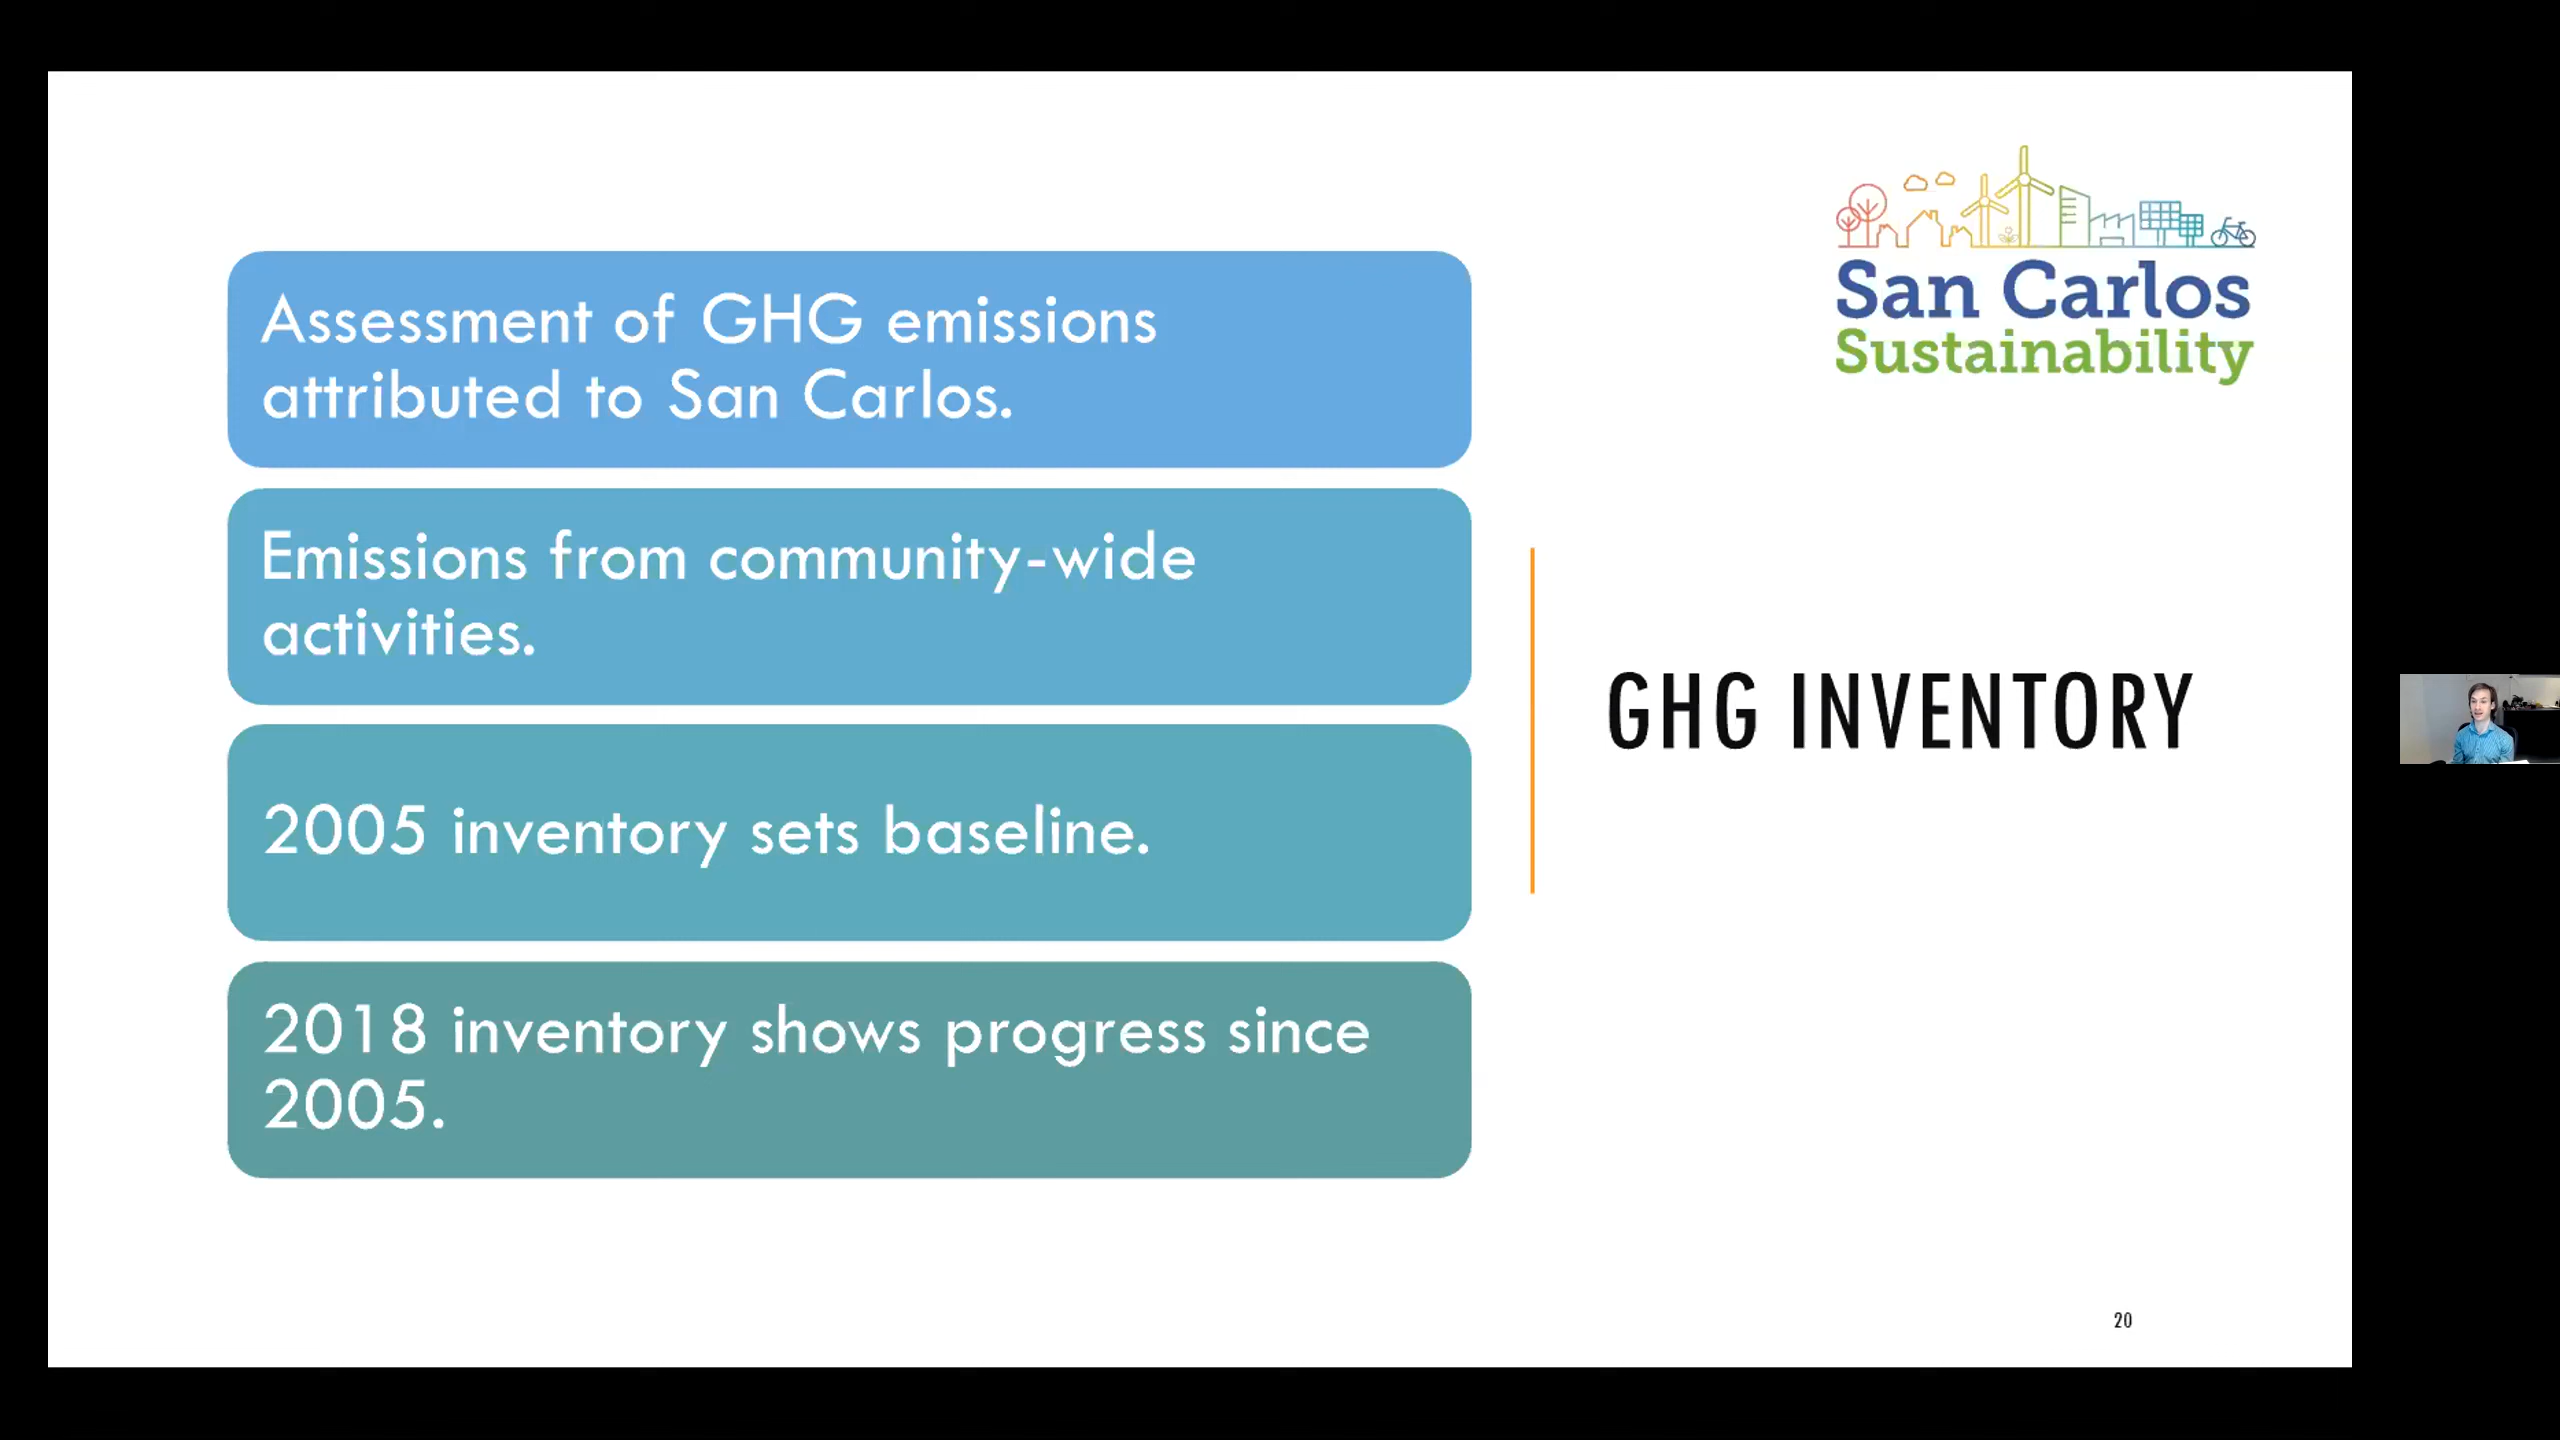 Assessment of GHG emissions
attributed to San Carlos.
Emissions from community-wide
activities.
2005 inventory sets baseline.
2018 inventory shows progress since
2005.
San Carlos
Sustainability
GHG INVENTORY
20